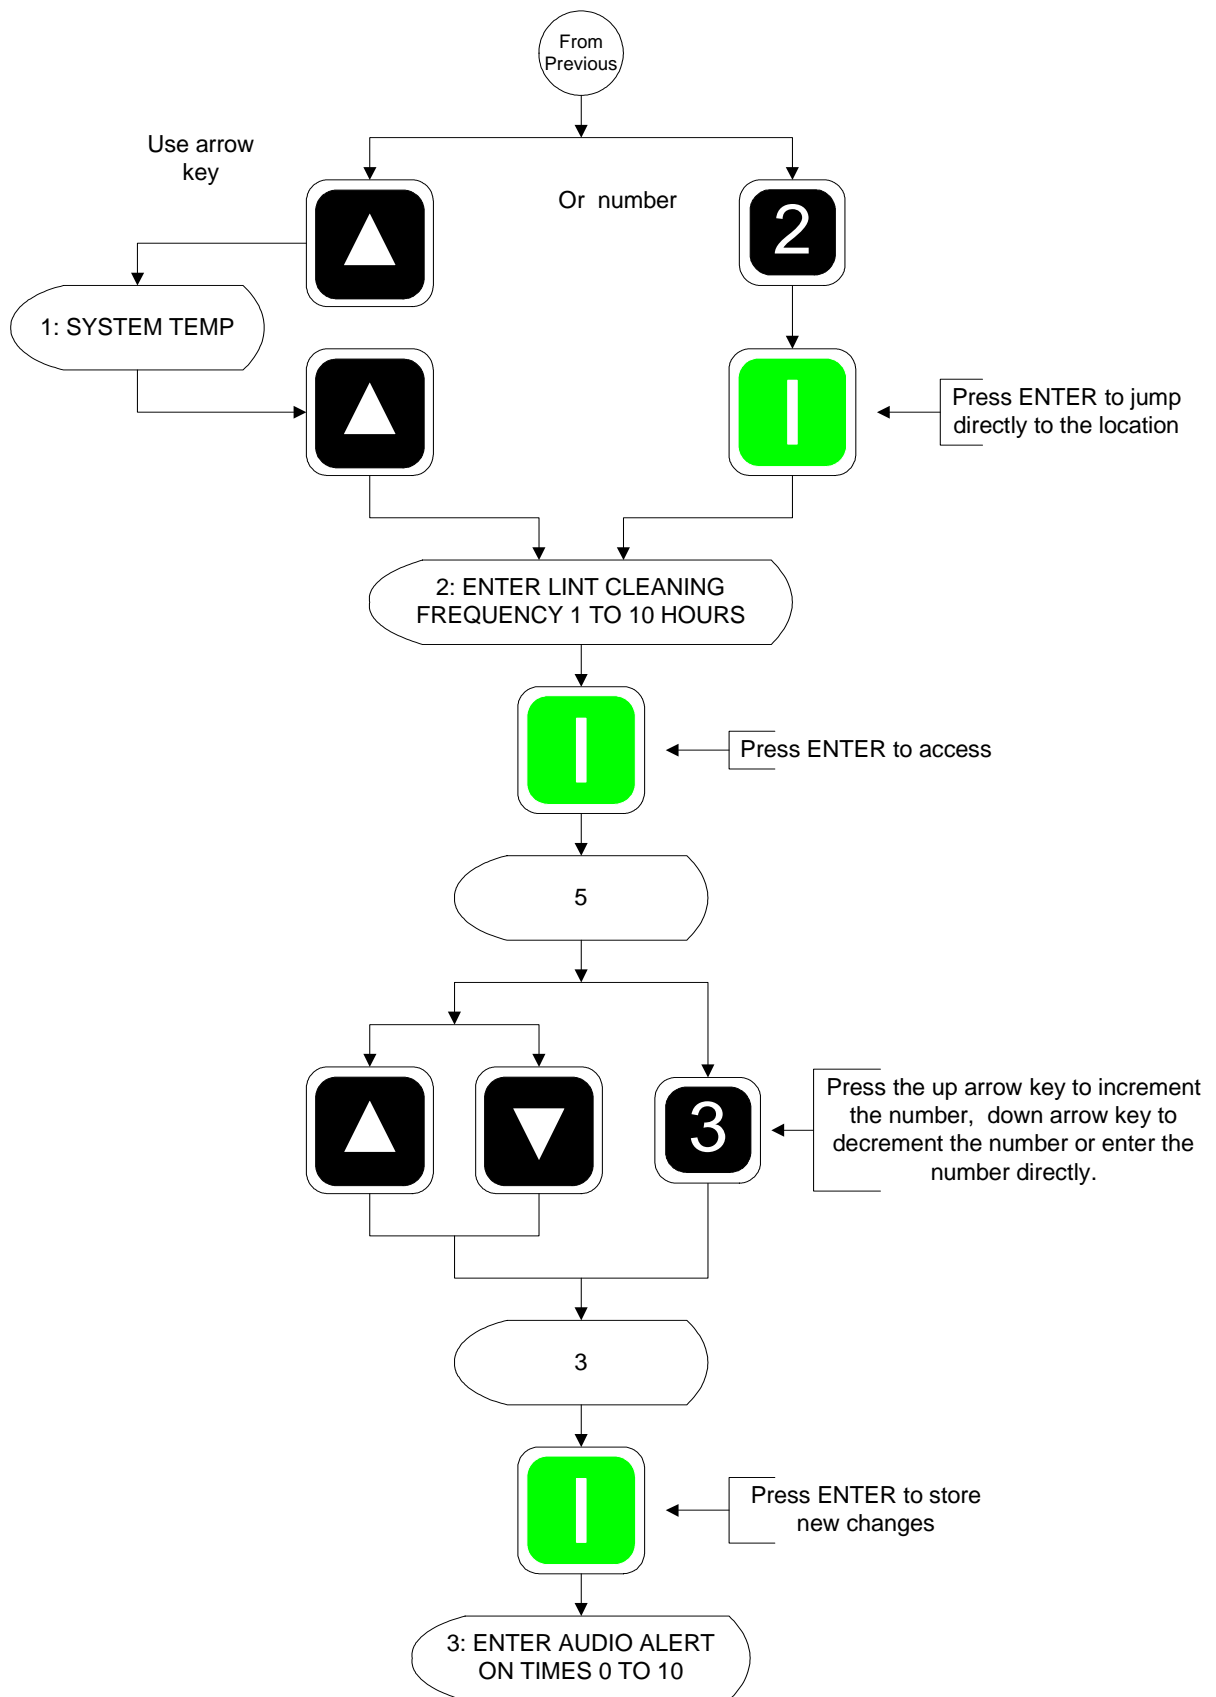 From
Previous
Use arrow
key
Or number
2
1: SYSTEM TEMP
Press ENTER to jump
directly to the location
2: ENTER LINT CLEANING
FREQUENCY 1 TO 10 HOURS
Press ENTER to access
5
3
Press the up arrow key to increment
the number, down arrow key to
decrement the number or enter the
number directly.
3
Press ENTER to store
new changes
3: ENTER AUDIO ALERT
ON TIMES 0 TO 10